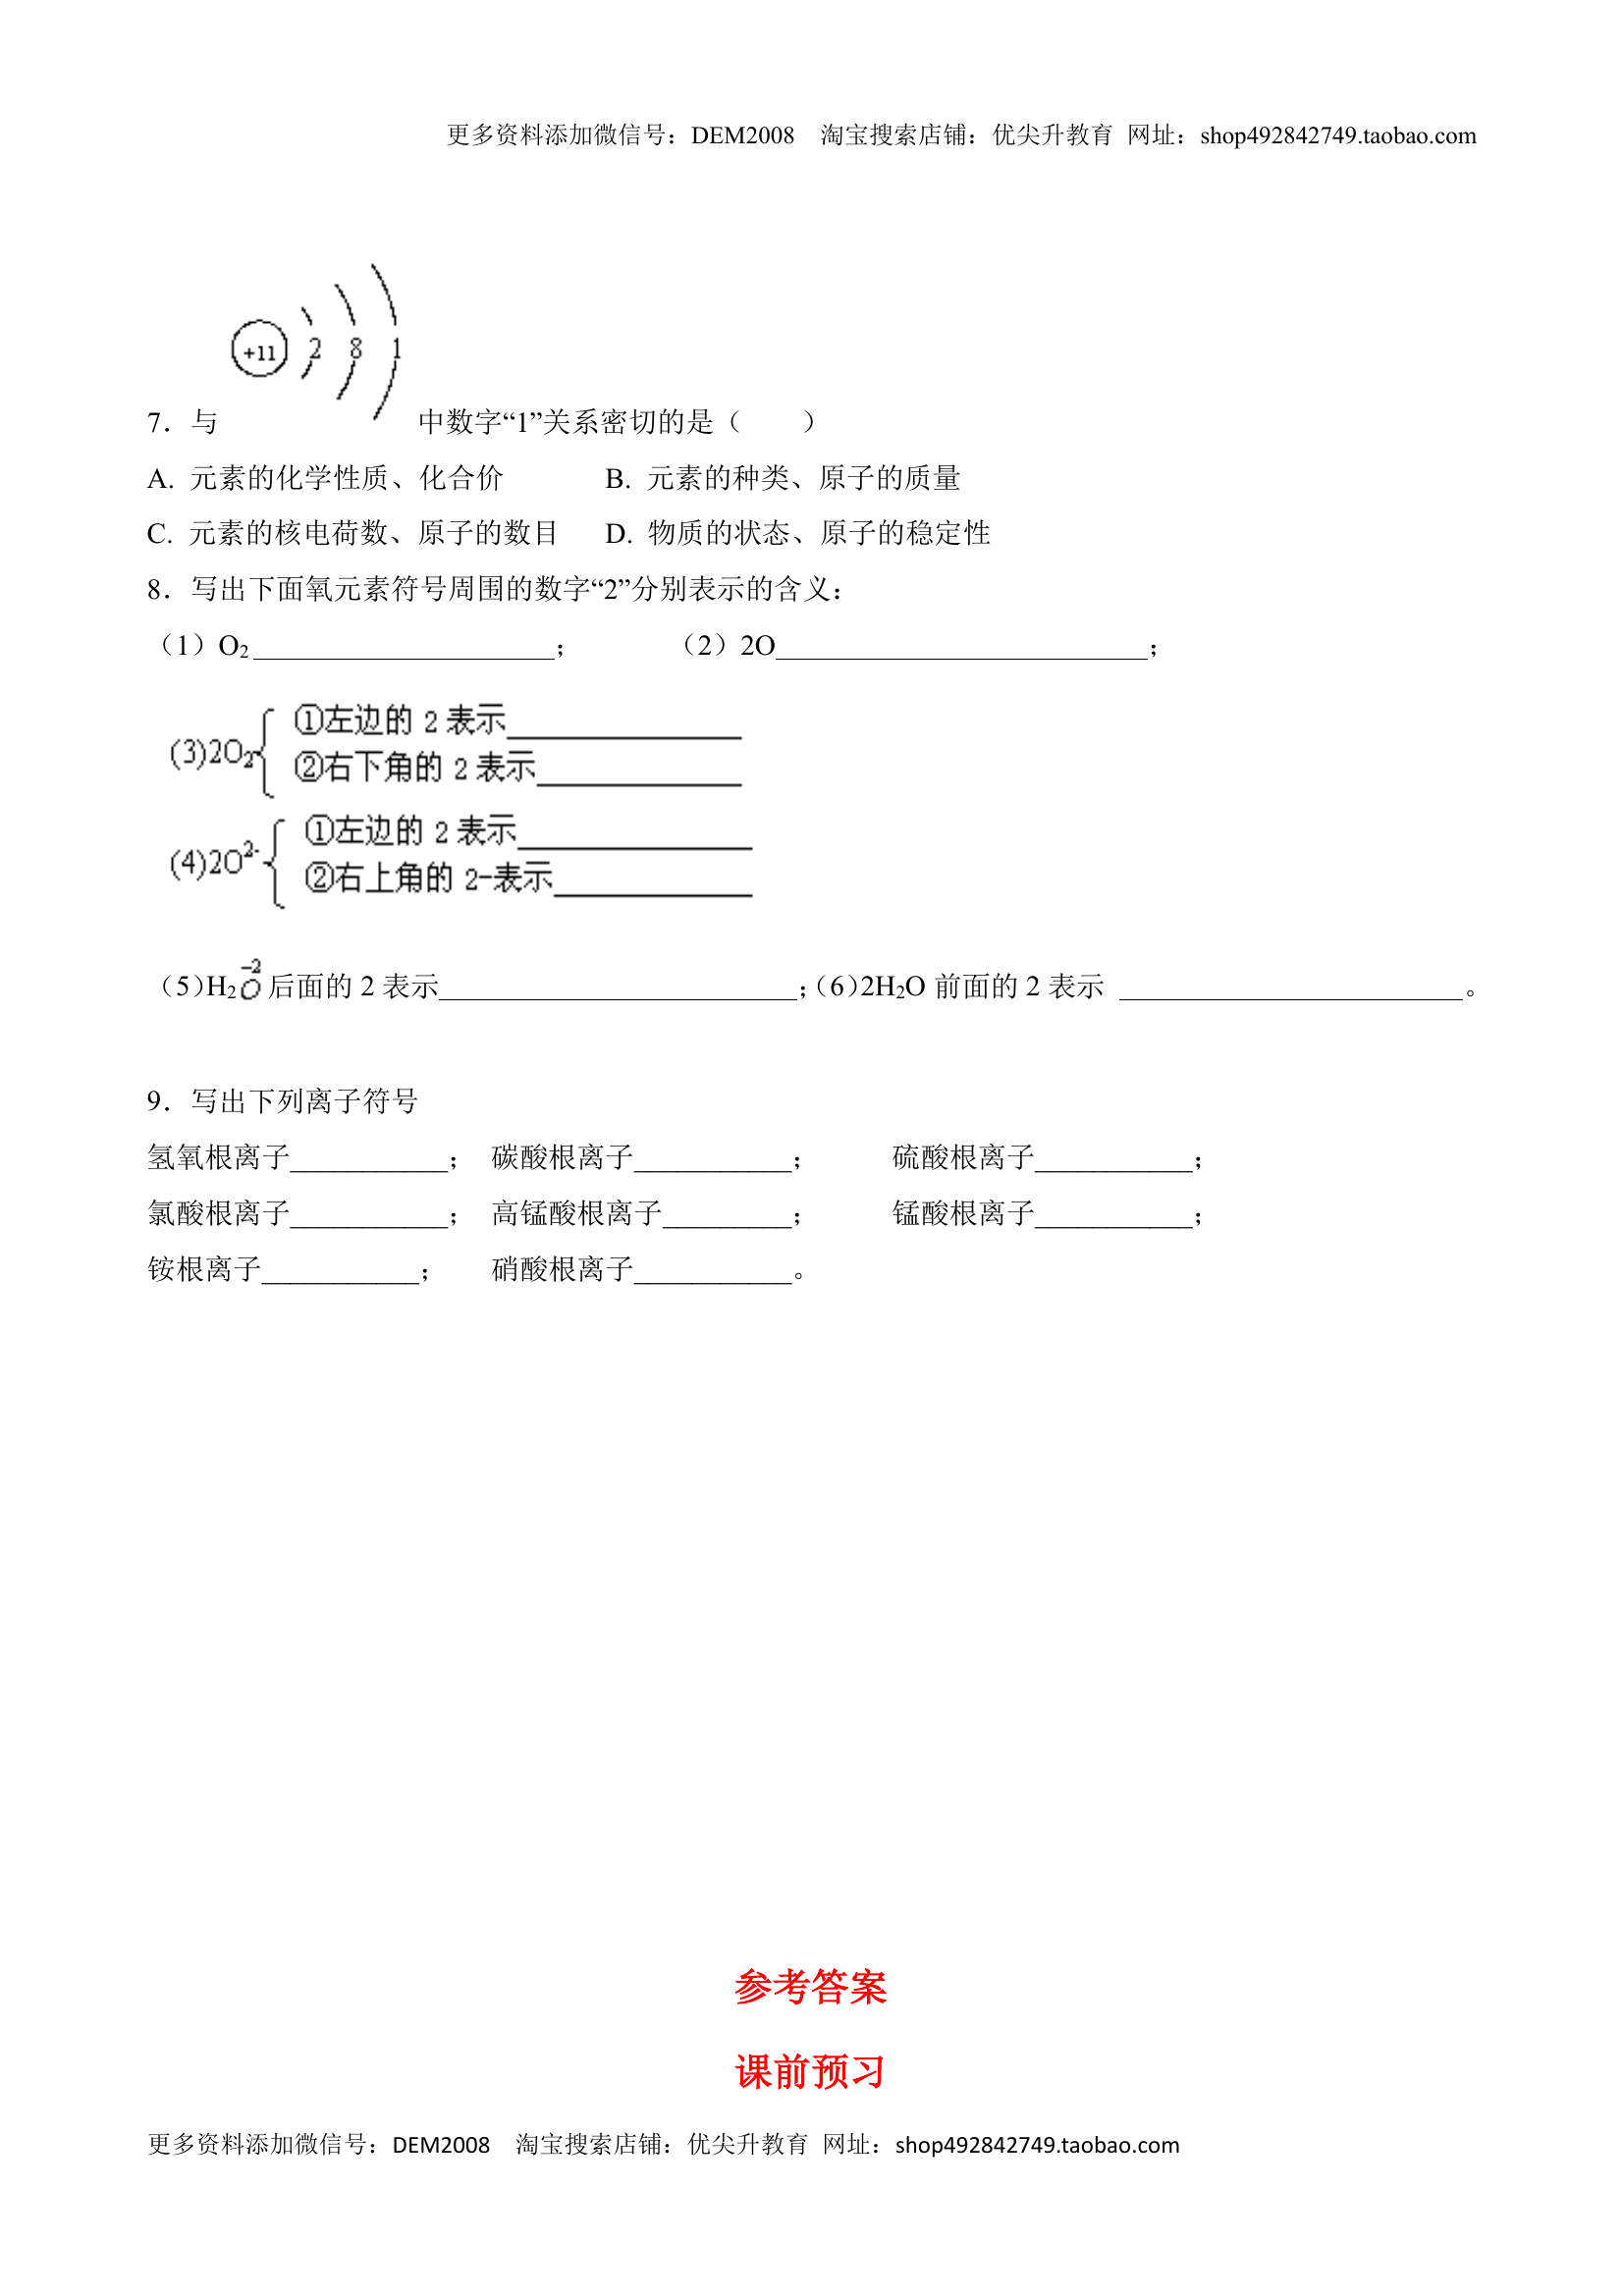 更多资料添加微信号：DEM2008 淘宝搜索店铺：优尖升教育 网址：shop492842749.taobao.com
+11 2 8 1
7．与 中数字“1”关系密切的是（ ）
A. 元素的化学性质、化合价 B. 元素的种类、原子的质量
C. 元素的核电荷数、原子的数目 D. 物质的状态、原子的稳定性
8．写出下面氧元素符号周围的数字“2”分别表示的含义：
（1）O₂____________________； （2）2O________________________；
(3)2O₂ ①左边的 2 表示______________
②右下角的 2 表示____________
(4)2O²⁻ ①左边的 2 表示______________
②右上角的 2-表示____________
（5）H₂O 后面的 2 表示________________________；（6）2H₂O 前面的 2 表示 ______________________。
-2
9．写出下列离子符号
氢氧根离子___________； 碳酸根离子___________； 硫酸根离子___________；
氯酸根离子___________； 高锰酸根离子_________； 锰酸根离子___________；
铵根离子___________； 硝酸根离子___________。
参考答案
课前预习
更多资料添加微信号：DEM2008 淘宝搜索店铺：优尖升教育 网址：shop492842749.taobao.com